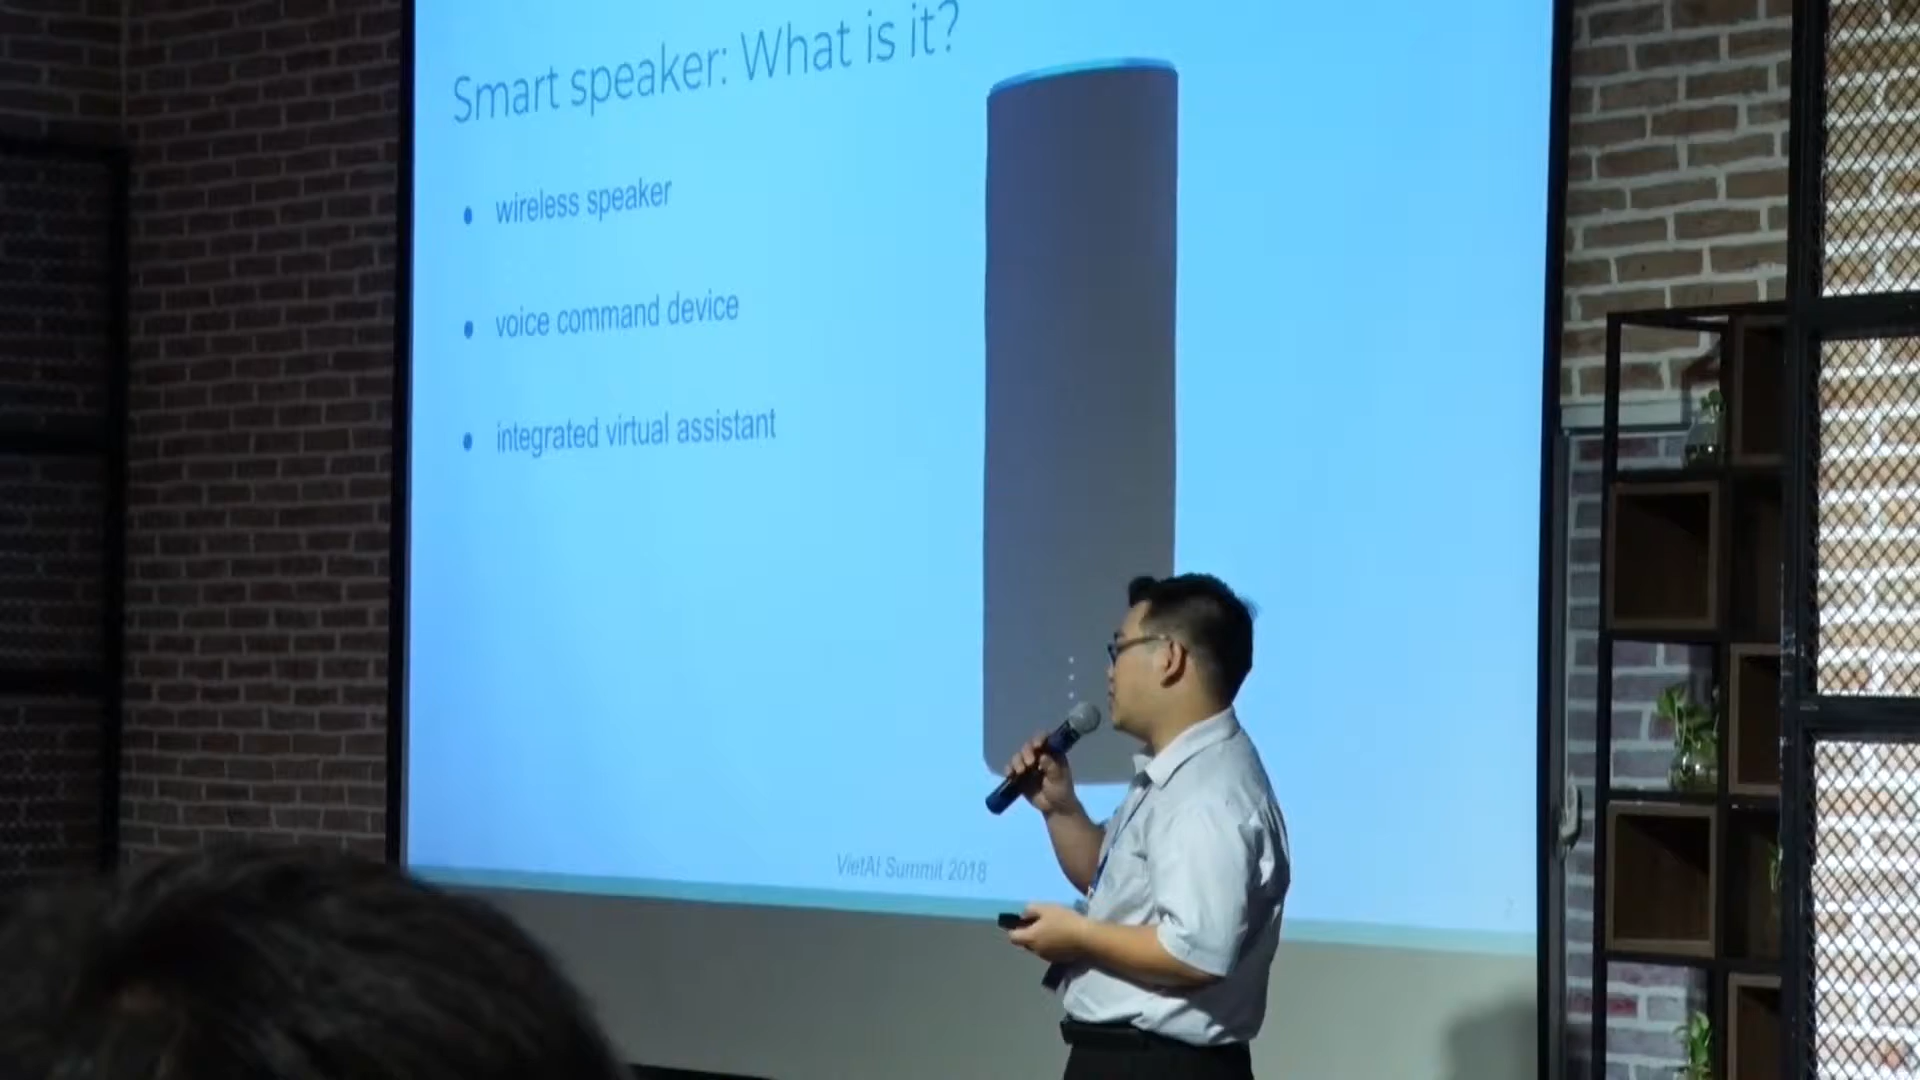 Smart speaker: What is it?
wireless speaker
voice command device
integrated virtual assistant
VietAI Summit 2018